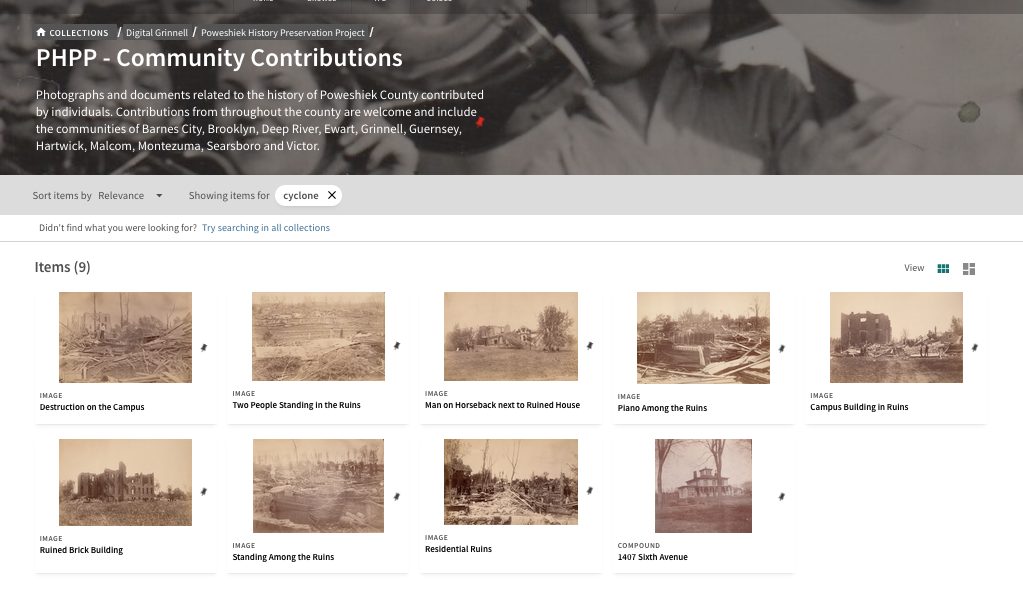 COLLECTIONS / Digital Grinnell / Poweshiek History Preservation Project /
PHPP - Community Contributions
Photographs and documents related to the history of Poweshiek County contributed
by individuals. Contributions from throughout the county are welcome and include
the communities of Barnes City, Brooklyn, Deep River, Ewart, Grinnell, Guernsey,
Hartwick, Malcom, Montezuma, Searsboro and Victor.
Sort items by Relevance Showing items for cyclone
Didn't find what you were looking for? Try searching in all collections
Items (9)
View
IMAGE
Destruction on the Campus
IMAGE
Two People Standing in the Ruins
IMAGE
Man on Horseback next to Ruined House
IMAGE
Piano Among the Ruins
IMAGE
Campus Building in Ruins
IMAGE
Ruined Brick Building
IMAGE
Standing Among the Ruins
IMAGE
Residential Ruins
COMPOUND
1407 Sixth Avenue